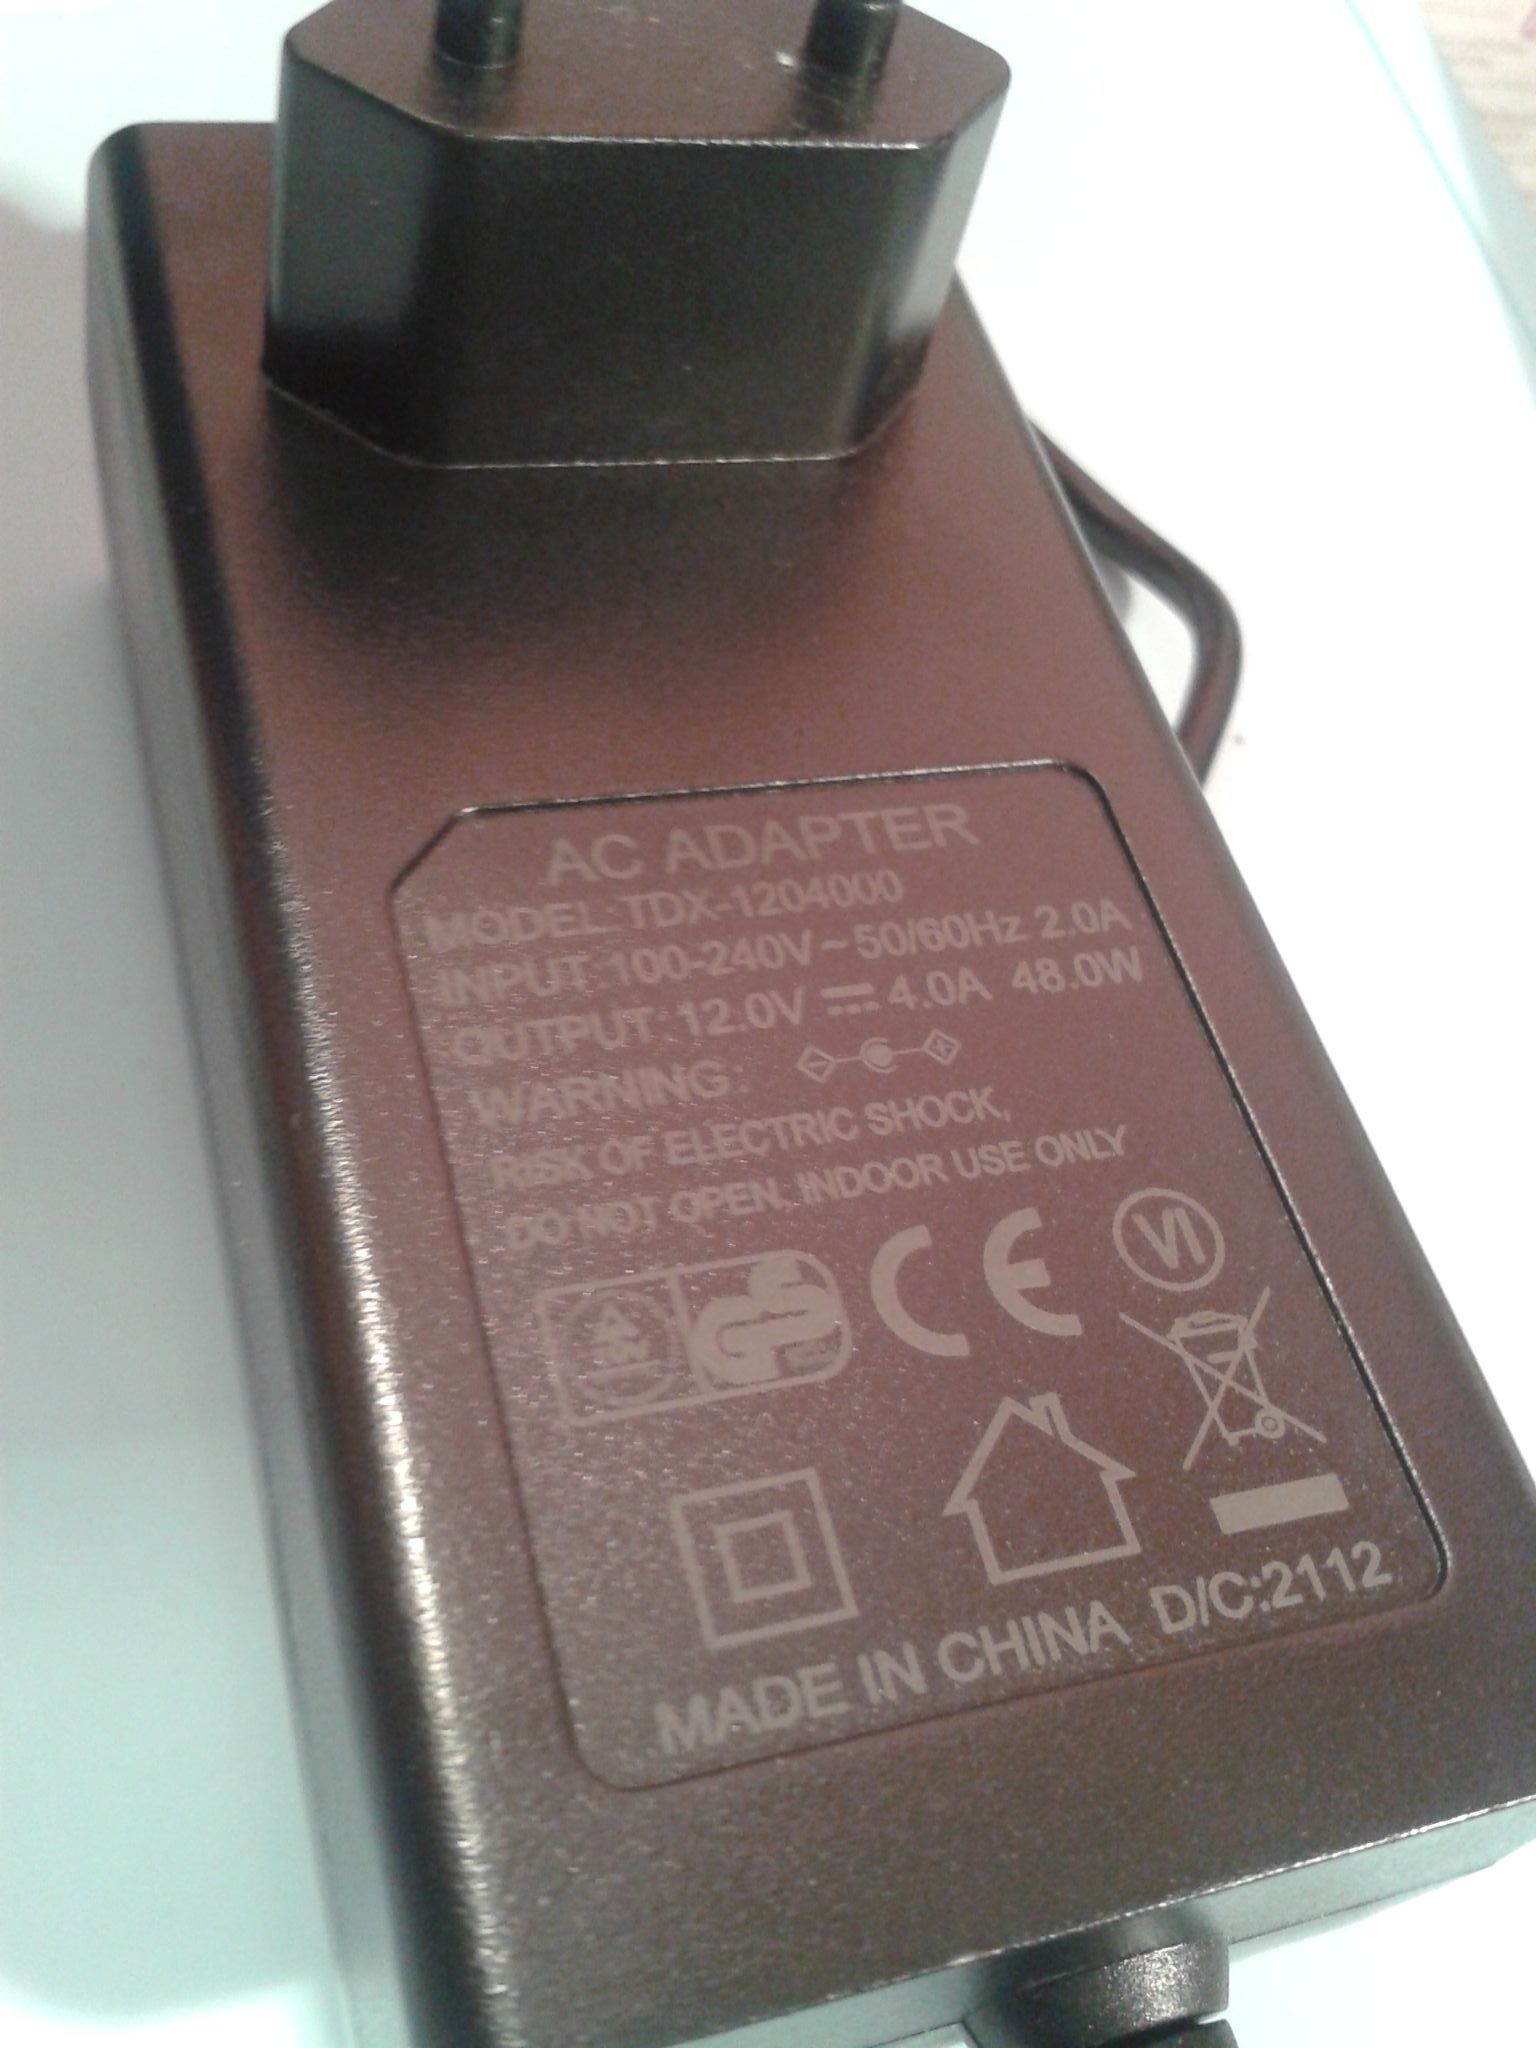 AC ADAPTER
MODEL: TDX-1204000
INPUT: 100-240V ~ 50/60Hz 2.0A
OUTPUT: 12.0V ⎓ 4.0A 48.0W
WARNING:
RISK OF ELECTRIC SHOCK,
DO NOT OPEN, INDOOR USE ONLY
GS CE VI
MADE IN CHINA D/C:2112